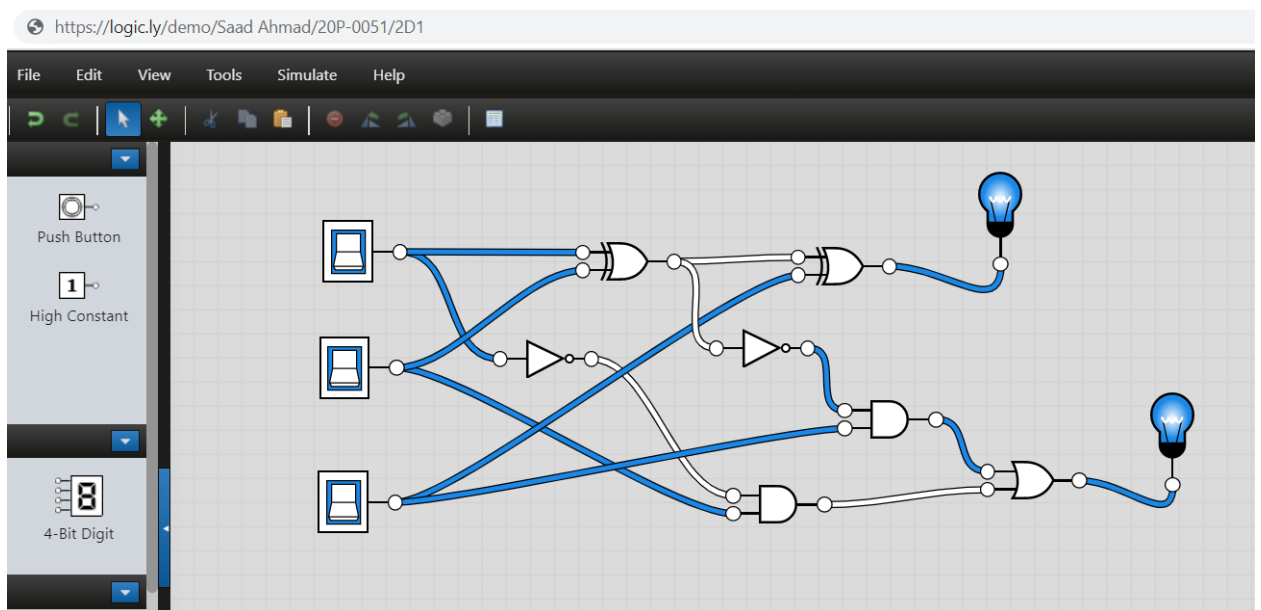 https://logic.ly/demo/Saad Ahmad/20P-0051/2D1
File Edit View Tools Simulate Help
Push Button
1
High Constant
8
4-Bit Digit